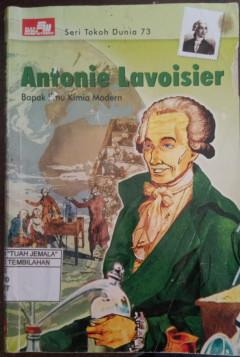 Seri Tokoh Dunia 73
Antonie Lavoisier
Bapak Ilmu Kimia Modern
"TUAH JEMALA"
TEMBILAHAN